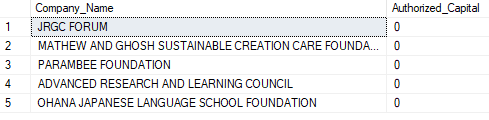 Company_Name Authorized_Capital
1 JRGC FORUM 0
2 MATHEW AND GHOSH SUSTAINABLE CREATION CARE FOUNDA... 0
3 PARAMBEE FOUNDATION 0
4 ADVANCED RESEARCH AND LEARNING COUNCIL 0
5 OHANA JAPANESE LANGUAGE SCHOOL FOUNDATION 0